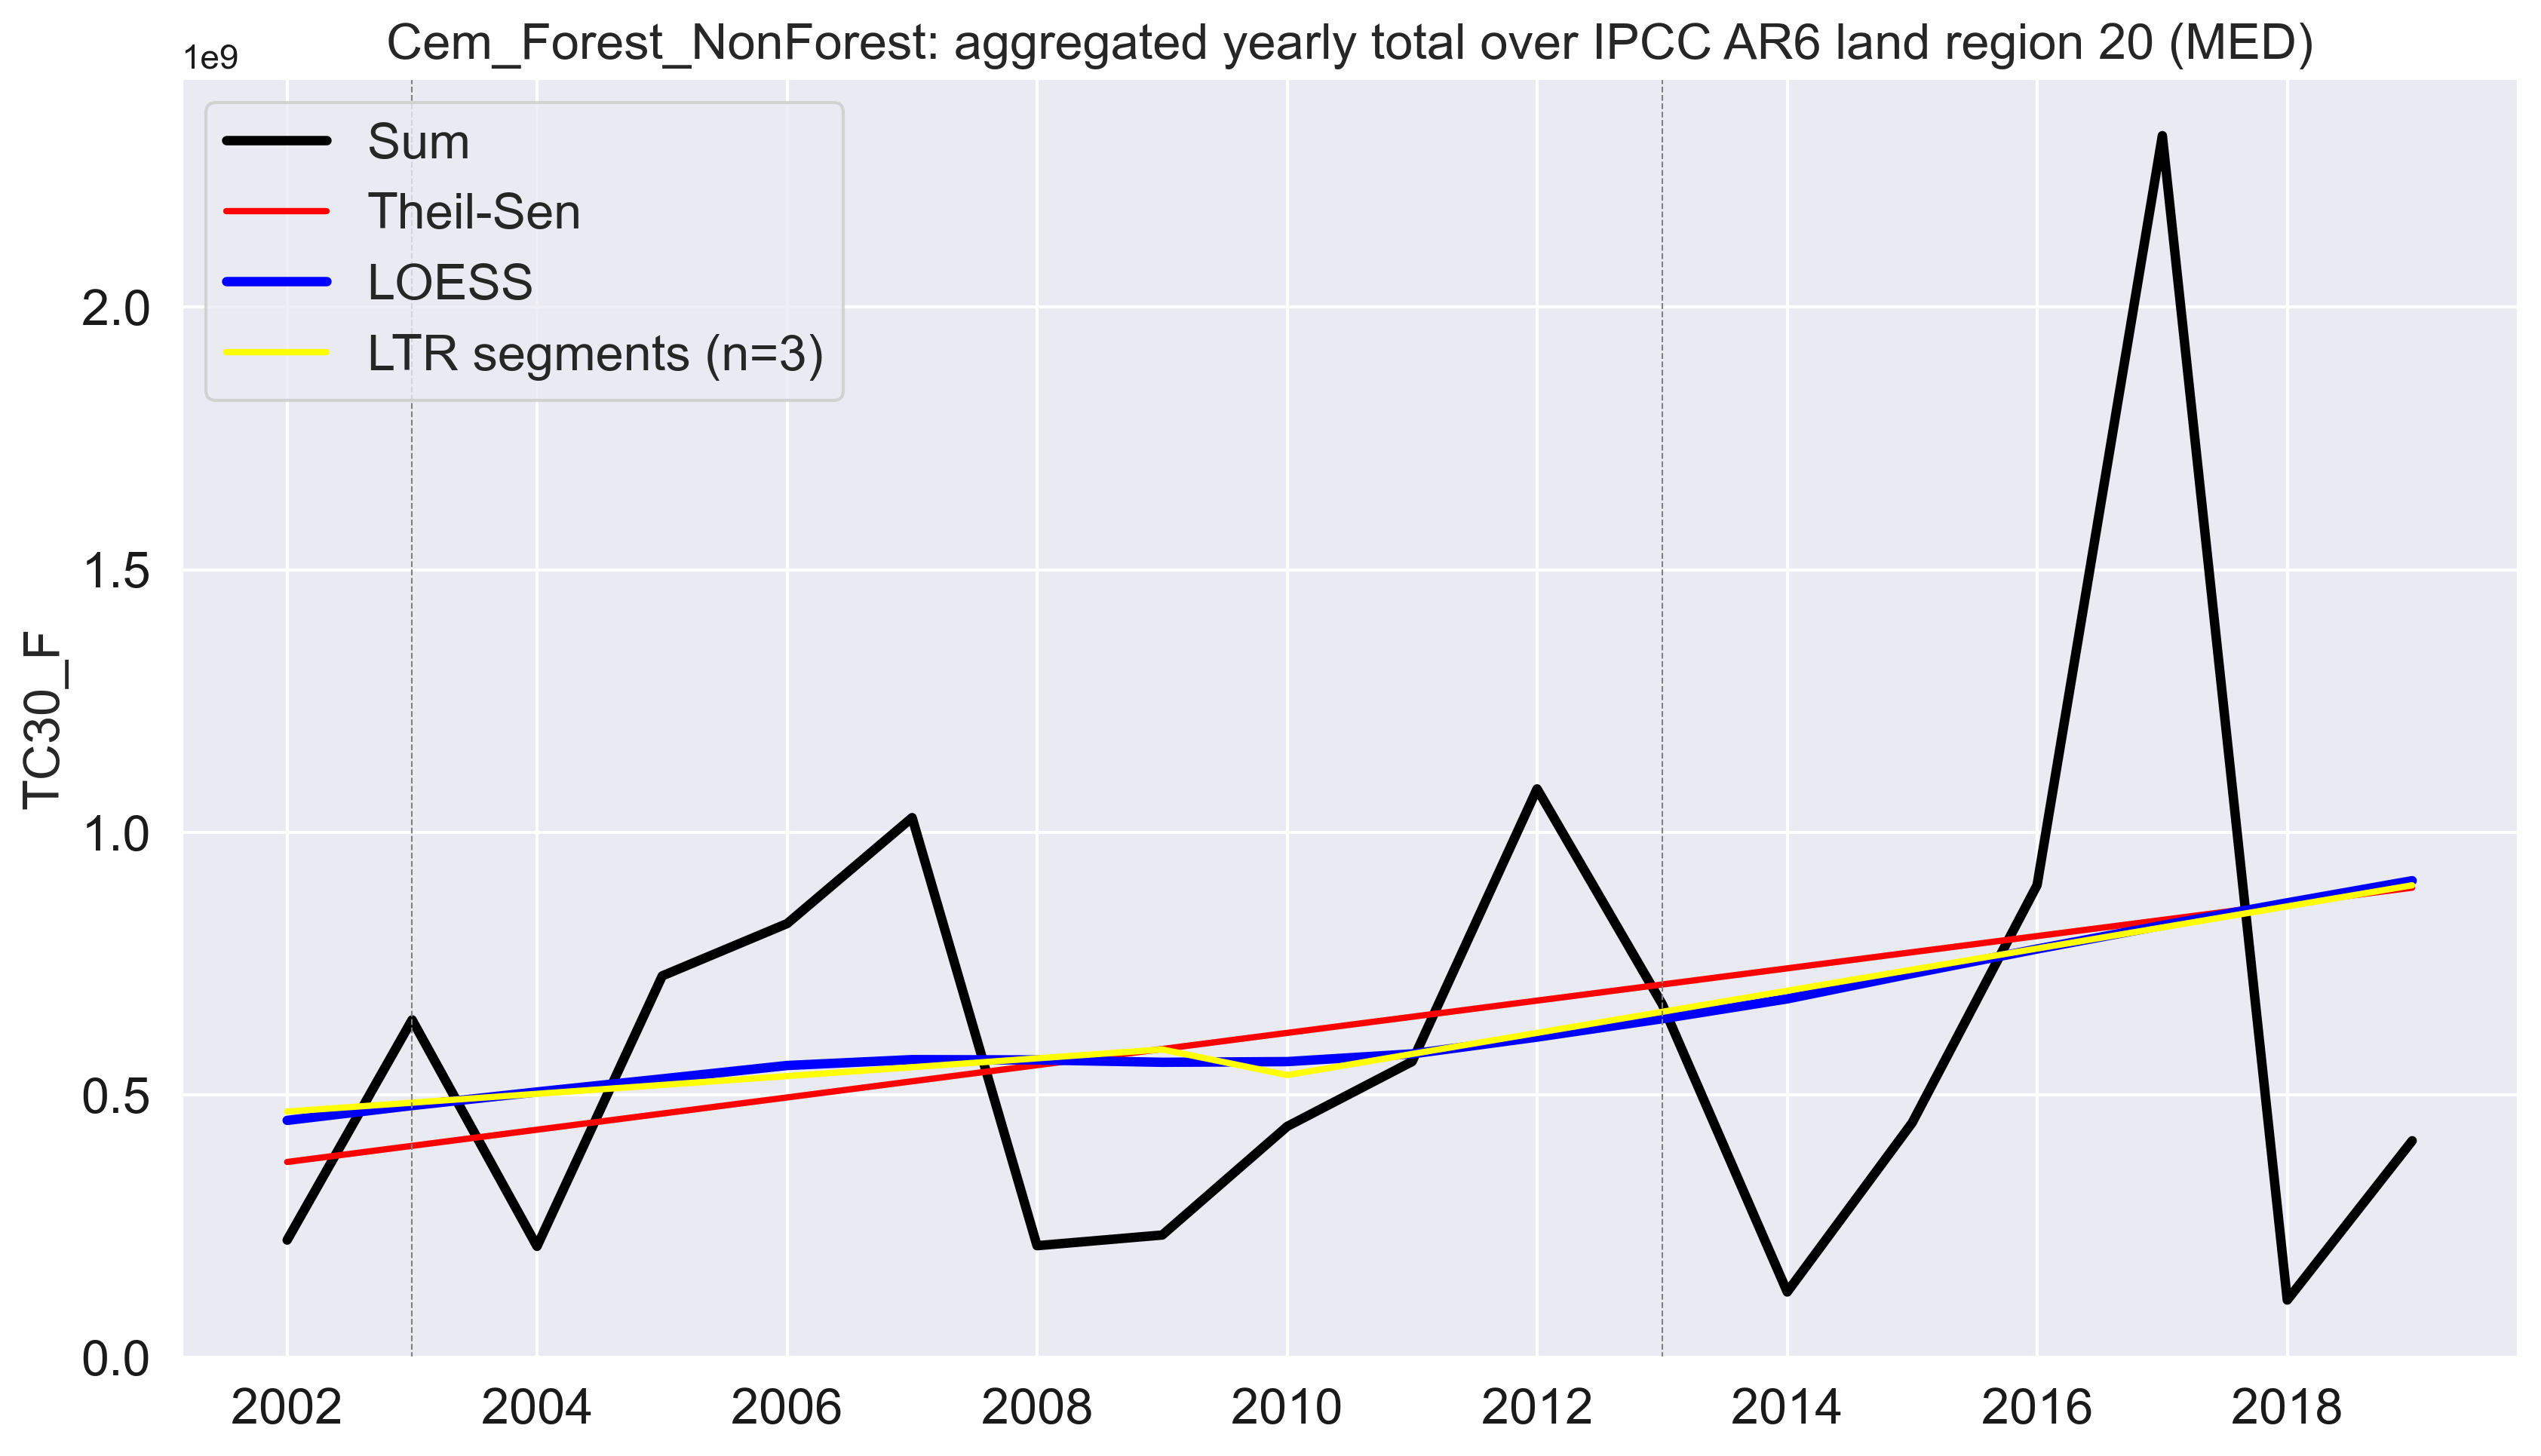 Cem_Forest_NonForest: aggregated yearly total over IPCC AR6 land region 20 (MED)
1e9
Sum
Theil-Sen
LOESS
LTR segments (n=3)
2.0
1.5
1.0
0.5
0.0
TC30_F
2002 2004 2006 2008 2010 2012 2014 2016 2018